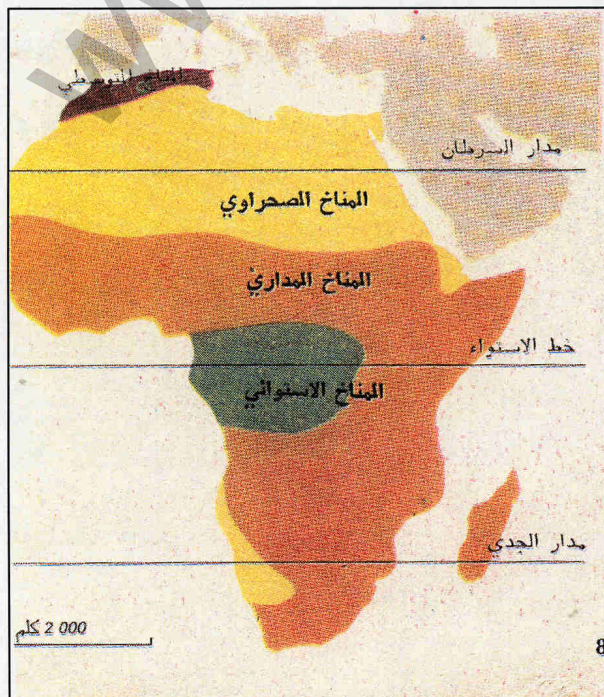 المناخ المتوسطي
مدار السرطان
المناخ الصحراوي
المناخ المداري
خط الاستواء
المناخ الاستوائي
مدار الجدي
2 000 كلم
8